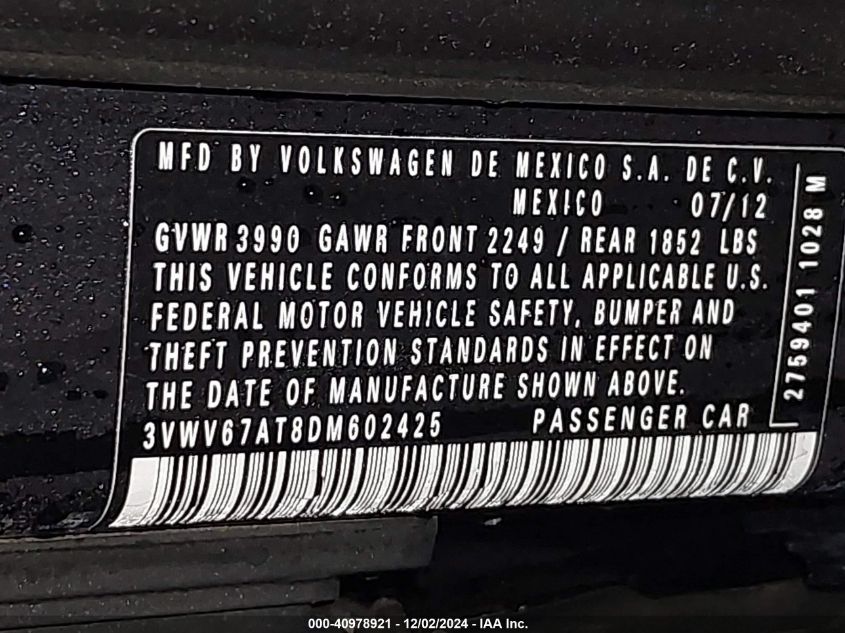 MFD BY VOLKSWAGEN DE MEXICO S.A. DE C.V.
MEXICO 07/12
GVWR 3990 GAWR FRONT 2249 / REAR 1852 LBS
THIS VEHICLE CONFORMS TO ALL APPLICABLE U.S.
FEDERAL MOTOR VEHICLE SAFETY, BUMPER AND
THEFT PREVENTION STANDARDS IN EFFECT ON
THE DATE OF MANUFACTURE SHOWN ABOVE.
3VWV67AT8DM602425 PASSENGER CAR
2759401 1028 M
000-40978921 - 12/02/2024 - IAA Inc.